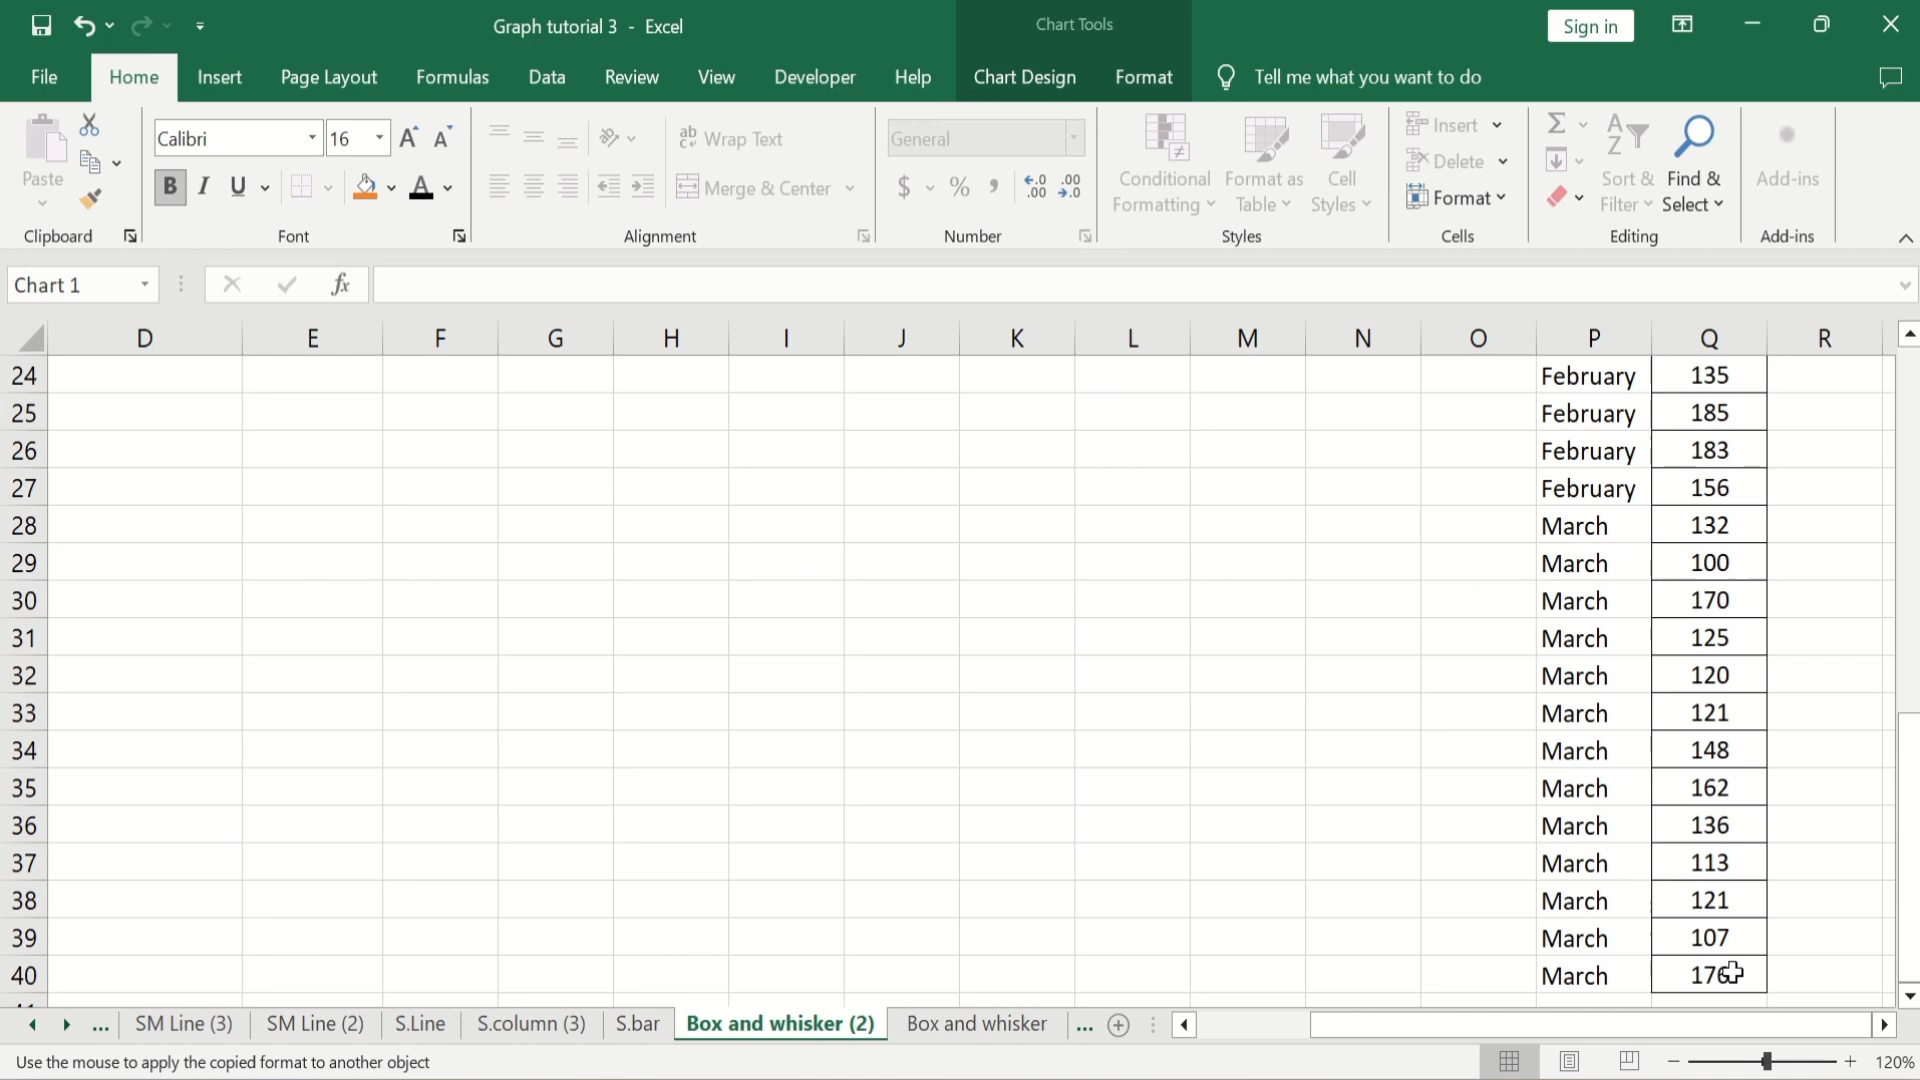 Graph tutorial 3 - Excel
Chart Tools
Sign in
File Home Insert Page Layout Formulas Data Review View Developer Help Chart Design Format Tell me what you want to do
Paste
Calibri 16
Wrap Text
Merge & Center
General
Conditional Formatting
Format as Table
Cell Styles
Insert
Delete
Format
Sort & Filter
Find & Select
Add-ins
Clipboard Font Alignment Number Styles Cells Editing Add-ins
Chart 1 fx
D E F G H I J K L M N O P Q R
24 February 135
25 February 185
26 February 183
27 February 156
28 March 132
29 March 100
30 March 170
31 March 125
32 March 120
33 March 121
34 March 148
35 March 162
36 March 136
37 March 113
38 March 121
39 March 107
40 March 176
... SM Line (3) SM Line (2) S.Line S.column (3) S.bar Box and whisker (2) Box and whisker ...
Use the mouse to apply the copied format to another object 120%